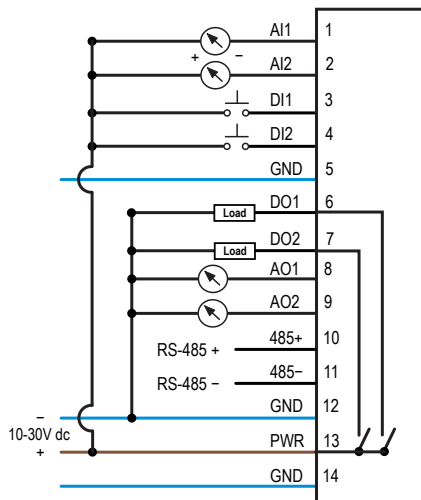 AI1 1
+ −
AI2 2
DI1 3
DI2 4
GND 5
DO1 6
Load
DO2 7
Load
AO1 8
AO2 9
RS-485 + 485+ 10
RS-485 − 485− 11
GND 12
−
10-30V dc
+
PWR 13
GND 14